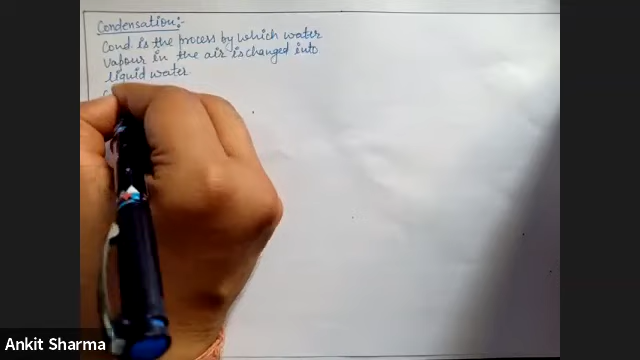 Condensation:-
Cond is the process by which water
vapour in the air is changed into
liquid water
Ankit Sharma